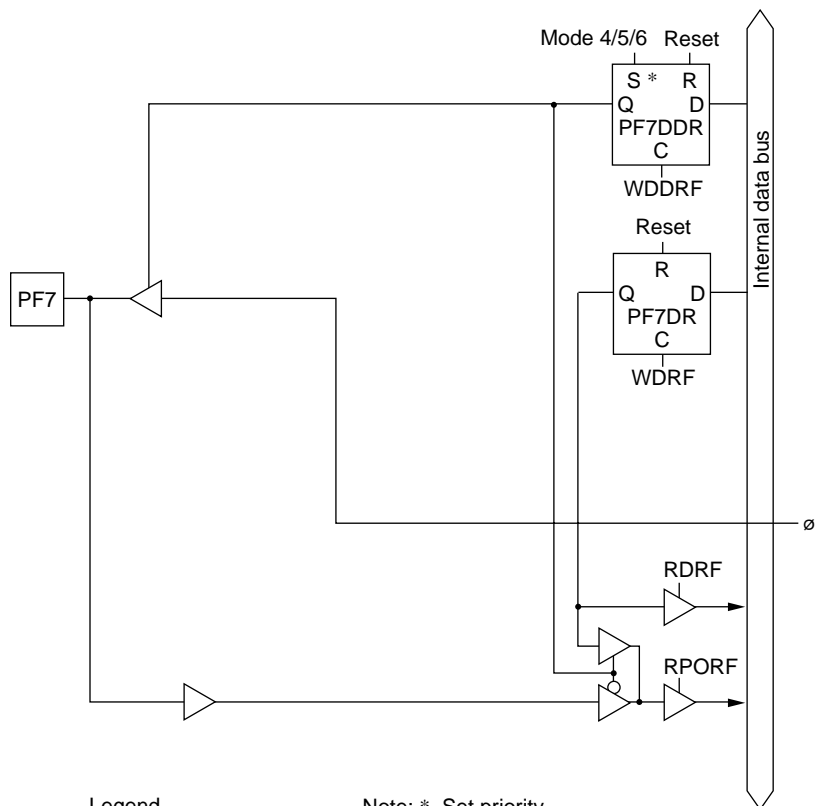 Mode 4/5/6 Reset
S * R
Q D
PF7DDR
C
WDDRF
Internal data bus
Reset
R
Q D
PF7DR
C
WDRF
PF7
ø
RDRF
RPORF
Legend
Note: * Set priority